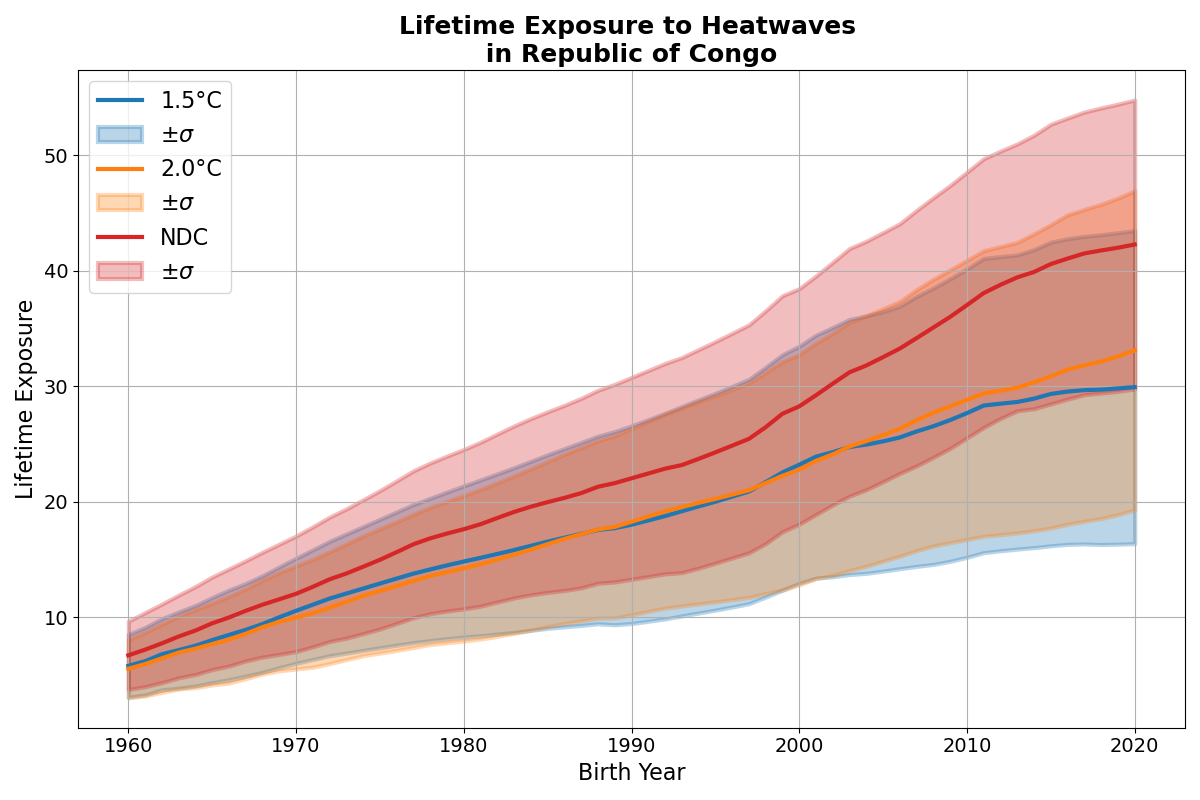 Lifetime Exposure to Heatwaves
in Republic of Congo
1.5°C
±σ
2.0°C
±σ
NDC
±σ
Lifetime Exposure
50
40
30
20
10
1960 1970 1980 1990 2000 2010 2020
Birth Year